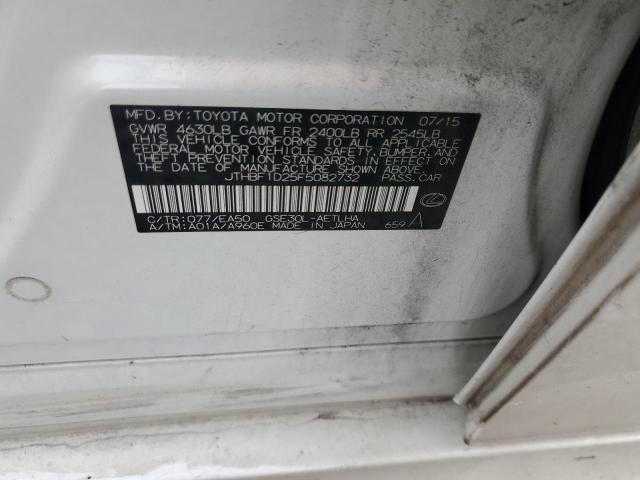 MFD. BY: TOYOTA MOTOR CORPORATION 07/15
GVWR 4630LB GAWR FR 2400LB RR 2545LB
THIS VEHICLE CONFORMS TO ALL APPLICABLE
FEDERAL MOTOR VEHICLE SAFETY, BUMPER, AND
THEFT PREVENTION STANDARDS IN EFFECT ON
THE DATE OF MANUFACTURE SHOWN ABOVE.
JTHBF1D25F5082732 PASS. CAR
C/TR: 077/EA50 GSE30L-AETLHA
A/TM: A01A/A960E MADE IN JAPAN 659 A